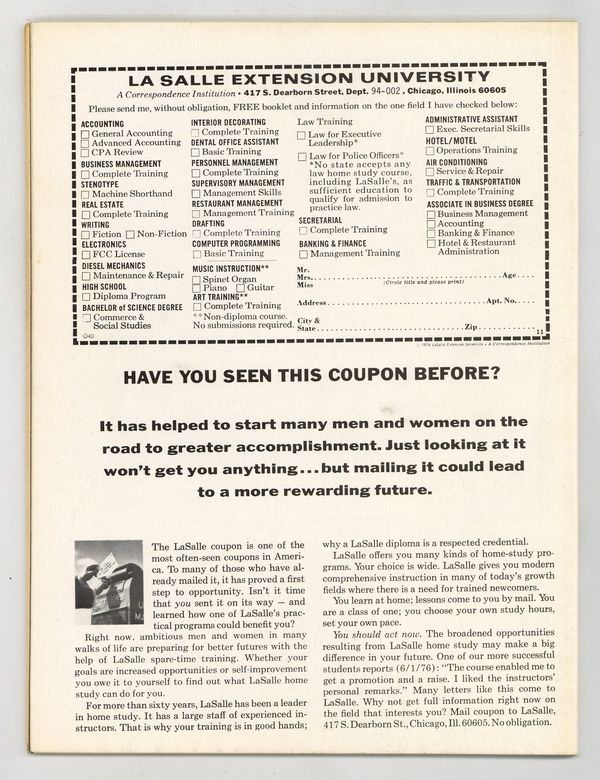 LA SALLE EXTENSION UNIVERSITY
A Correspondence Institution • 417 S. Dearborn Street, Dept. 94-002, Chicago, Illinois 60605
Please send me, without obligation, FREE booklet and information on the one field I have checked below:
ACCOUNTING
General Accounting
Advanced Accounting
CPA Review
BUSINESS MANAGEMENT
Complete Training
STENOTYPE
Machine Shorthand
REAL ESTATE
Complete Training
WRITING
Fiction Non-Fiction
ELECTRONICS
FCC License
DIESEL MECHANICS
Maintenance & Repair
HIGH SCHOOL
Diploma Program
BACHELOR of SCIENCE DEGREE
Commerce &
Social Studies
INTERIOR DECORATING
Complete Training
DENTAL OFFICE ASSISTANT
Basic Training
PERSONNEL MANAGEMENT
Complete Training
SUPERVISORY MANAGEMENT
Management Skills
RESTAURANT MANAGEMENT
Management Training
DRAFTING
Complete Training
COMPUTER PROGRAMMING
Basic Training
MUSIC INSTRUCTION**
Spinet Organ
Piano Guitar
ART TRAINING**
Complete Training
**Non-diploma course.
No submissions required.
Law Training
Law for Executive
Leadership*
Law for Police Officers*
*No state accepts any
law home study course,
including LaSalle's, as
sufficient education to
qualify for admission to
practice law.
SECRETARIAL
Complete Training
BANKING & FINANCE
Management Training
ADMINISTRATIVE ASSISTANT
Exec. Secretarial Skills
HOTEL/MOTEL
Operations Training
AIR CONDITIONING
Service & Repair
TRAFFIC & TRANSPORTATION
Complete Training
ASSOCIATE IN BUSINESS DEGREE
Business Management
Accounting
Banking & Finance
Hotel & Restaurant
Administration
Mr.
Mrs. Age
Miss (Circle title and please print)
Address Apt. No.
City &
State Zip
11
© 1976 LaSalle Extension University • A Correspondence Institution
HAVE YOU SEEN THIS COUPON BEFORE?
It has helped to start many men and women on the
road to greater accomplishment. Just looking at it
won't get you anything...but mailing it could lead
to a more rewarding future.
The LaSalle coupon is one of the
most often-seen coupons in Ameri-
ca. To many of those who have al-
ready mailed it, it has proved a first
step to opportunity. Isn't it time
that you sent it on its way — and
learned how one of LaSalle's prac-
tical programs could benefit you?
Right now, ambitious men and women in many
walks of life are preparing for better futures with the
help of LaSalle spare-time training. Whether your
goals are increased opportunities or self-improvement
you owe it to yourself to find out what LaSalle home
study can do for you.
For more than sixty years, LaSalle has been a leader
in home study. It has a large staff of experienced in-
structors. That is why your training is in good hands;
why a LaSalle diploma is a respected credential.
LaSalle offers you many kinds of home-study pro-
grams. Your choice is wide. LaSalle gives you modern
comprehensive instruction in many of today's growth
fields where there is a need for trained newcomers.
You learn at home; lessons come to you by mail. You
are a class of one; you choose your own study hours,
set your own pace.
You should act now. The broadened opportunities
resulting from LaSalle home study may make a big
difference in your future. One of our more successful
students reports (6/1/76): "The course enabled me to
get a promotion and a raise. I liked the instructors'
personal remarks." Many letters like this come to
LaSalle. Why not get full information right now on
the field that interests you? Mail coupon to LaSalle,
417 S. Dearborn St., Chicago, Ill. 60605. No obligation.